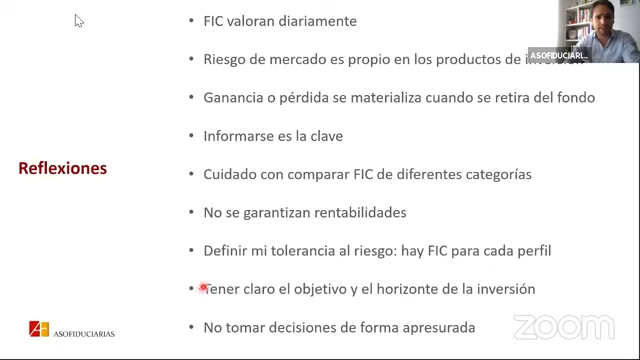 FIC valoran diariamente
Riesgo de mercado es propio en los productos de inversión
ASOFIDUCIARI...
Ganancia o pérdida se materializa cuando se retira del fondo
Informarse es la clave
Reflexiones
Cuidado con comparar FIC de diferentes categorías
No se garantizan rentabilidades
Definir mi tolerancia al riesgo: hay FIC para cada perfil
Tener claro el objetivo y el horizonte de la inversión
No tomar decisiones de forma apresurada
ASOFIDUCIARIAS
zoom